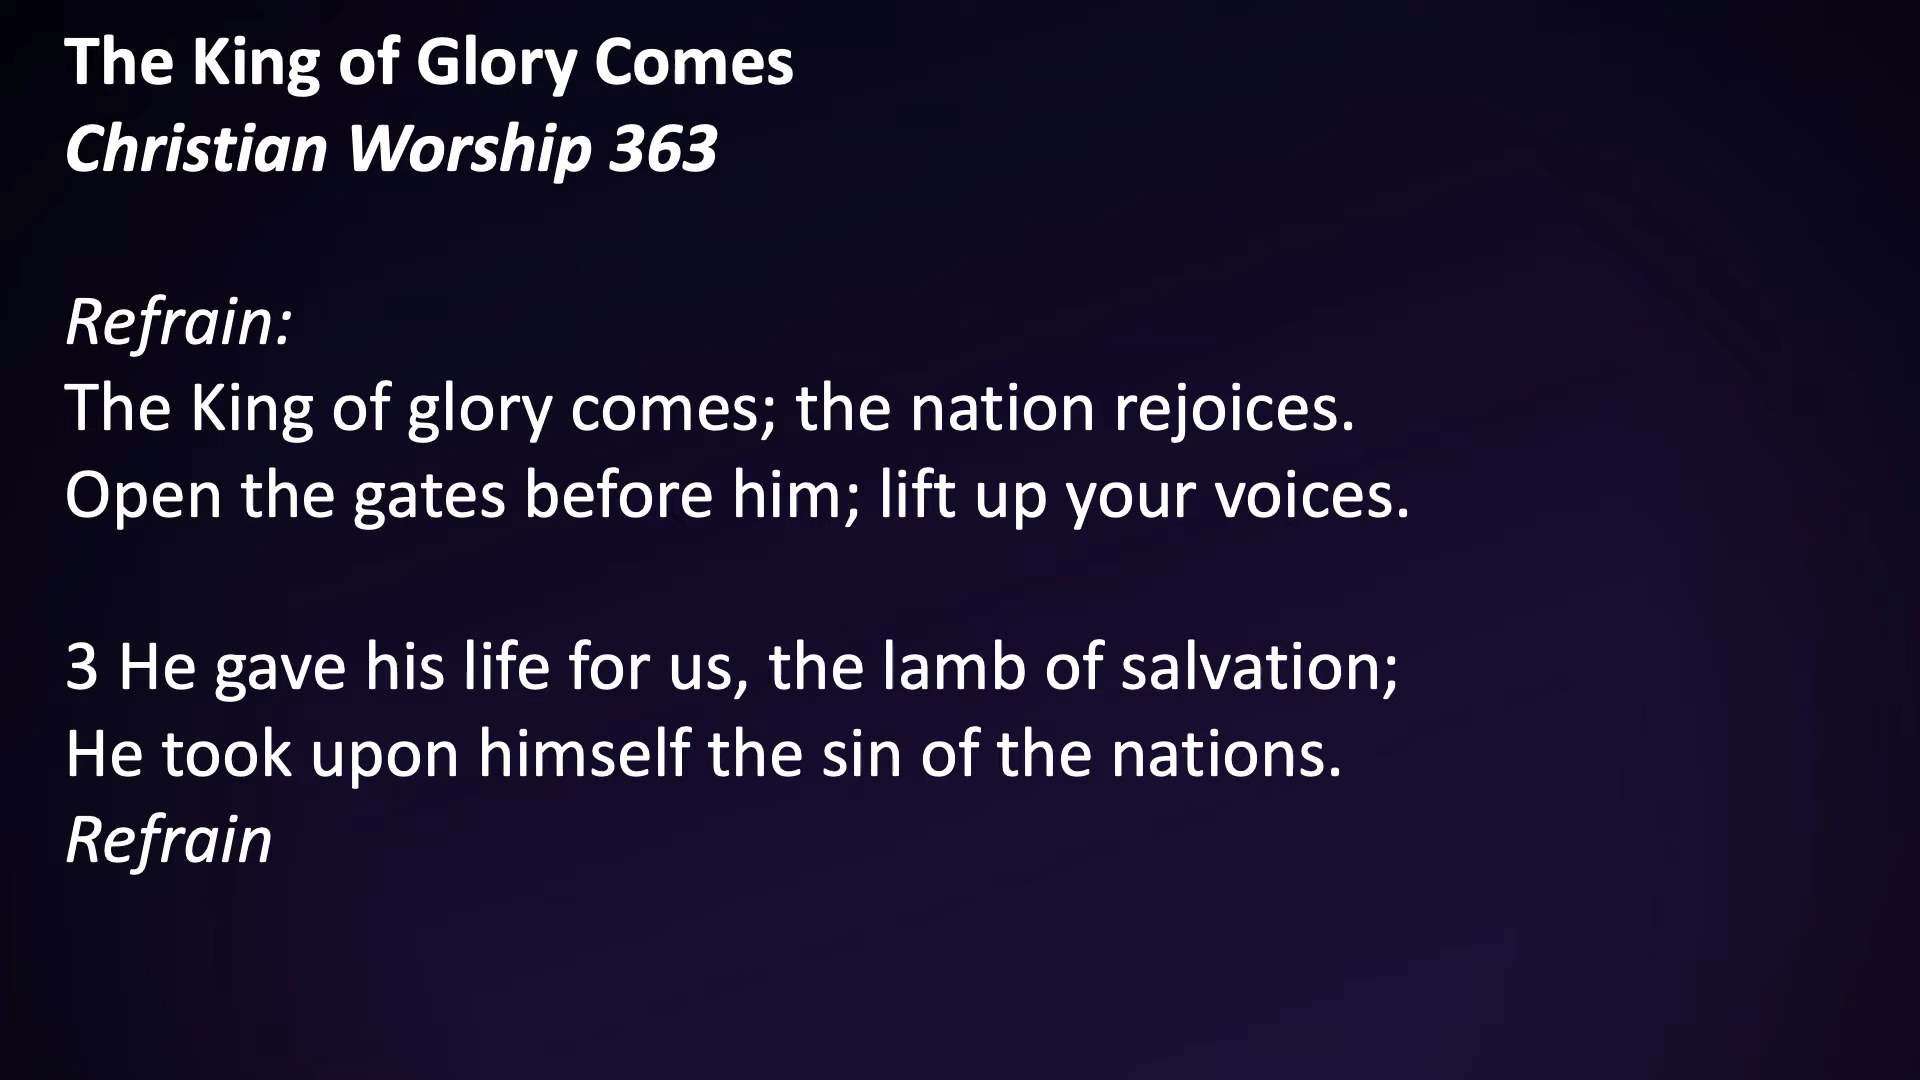 The King of Glory Comes
Christian Worship 363
Refrain:
The King of glory comes; the nation rejoices.
Open the gates before him; lift up your voices.
3 He gave his life for us, the lamb of salvation;
He took upon himself the sin of the nations.
Refrain